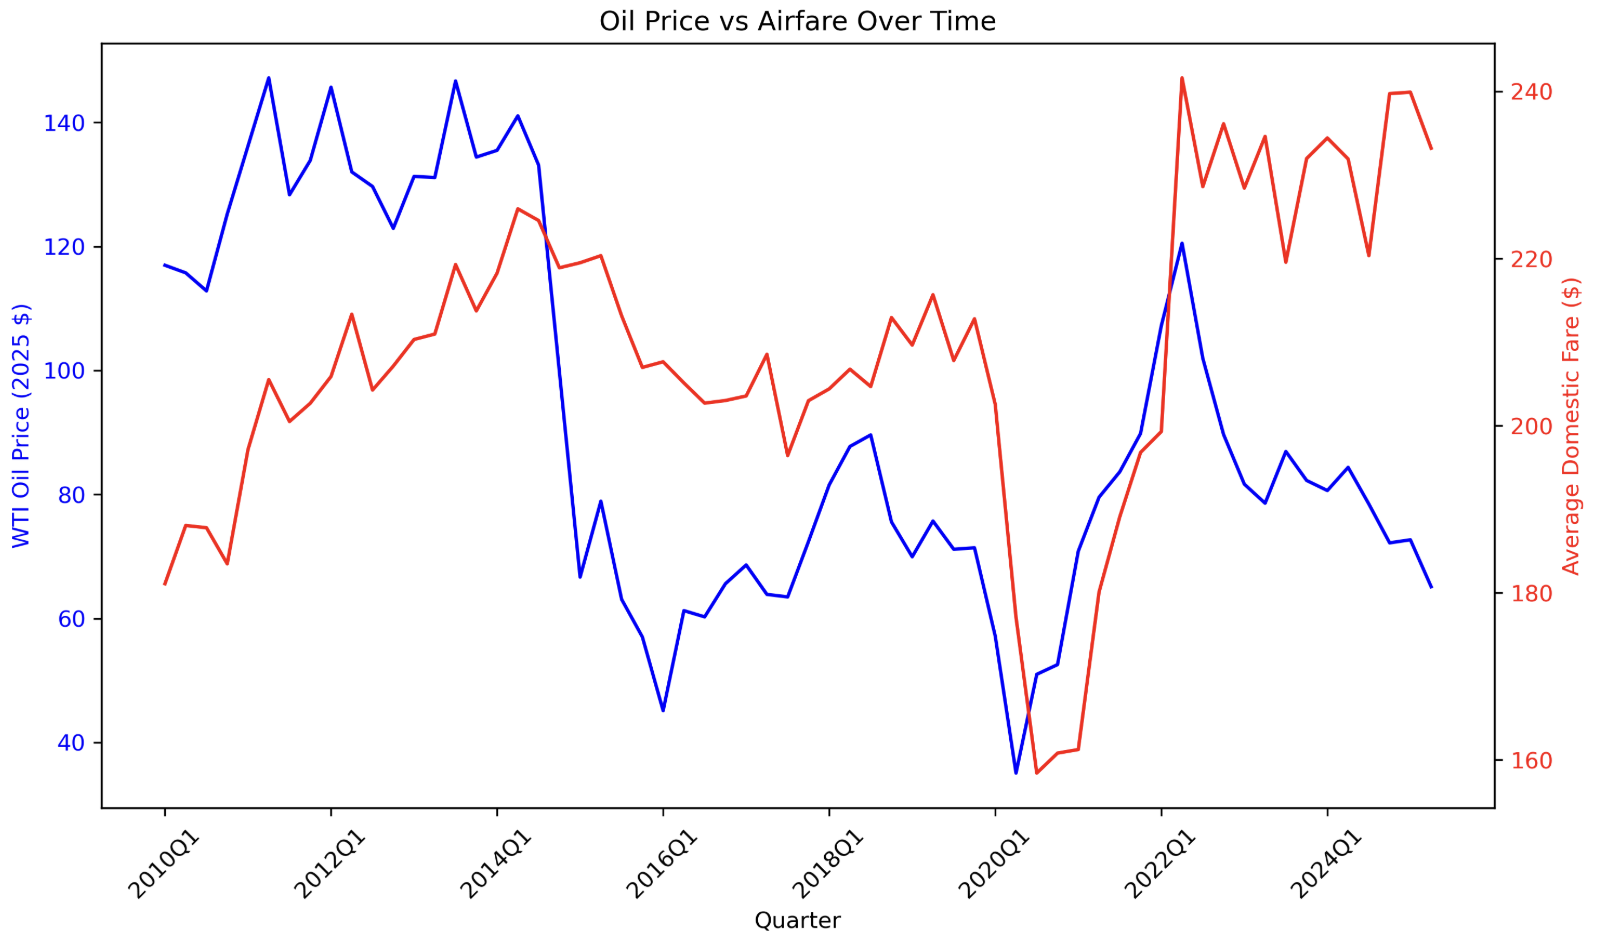 Oil Price vs Airfare Over Time
WTI Oil Price (2025 $)
140
120
100
80
60
40
240
220
200
180
160
Average Domestic Fare ($)
2010Q1
2012Q1
2014Q1
2016Q1
2018Q1
2020Q1
2022Q1
2024Q1
Quarter